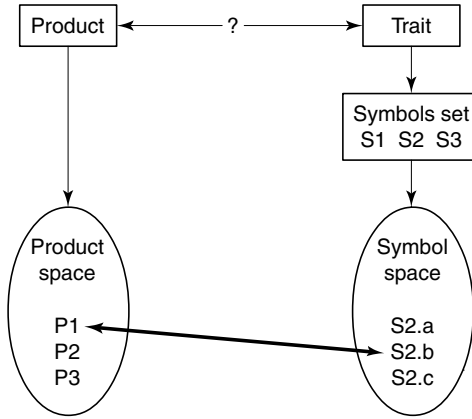 Product
?
Trait
Symbols set
S1 S2 S3
Product
space
P1
P2
P3
Symbol
space
S2.a
S2.b
S2.c